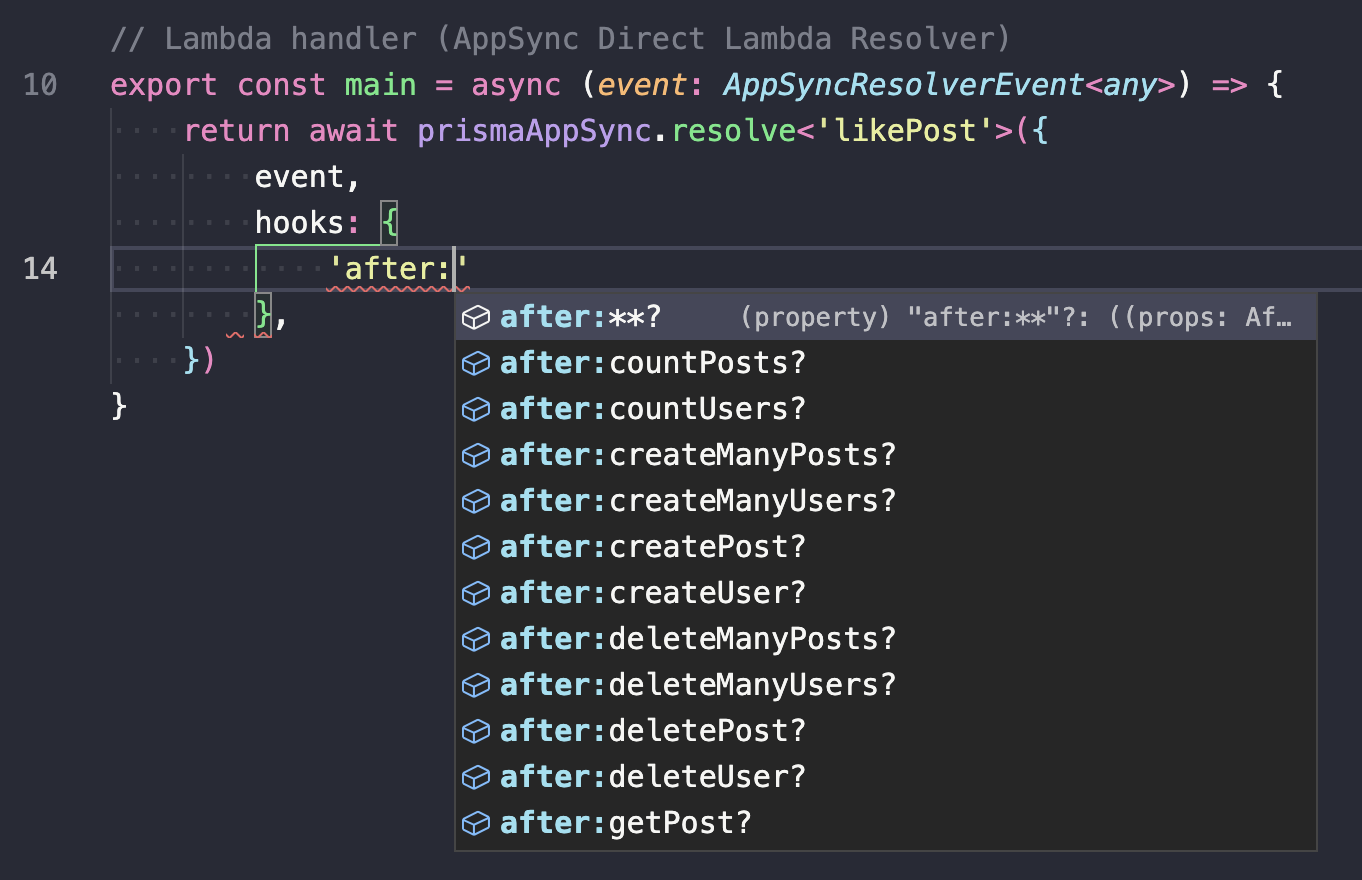 // Lambda handler (AppSync Direct Lambda Resolver)
10 export const main = async (event: AppSyncResolverEvent<any>) => {
return await prismaAppSync.resolve<'likePost'>({
event,
hooks: {
14 'after:'
},
})
}
after:**? (property) "after:**"?: ((props: Af…
after:countPosts?
after:countUsers?
after:createManyPosts?
after:createManyUsers?
after:createPost?
after:createUser?
after:deleteManyPosts?
after:deleteManyUsers?
after:deletePost?
after:deleteUser?
after:getPost?